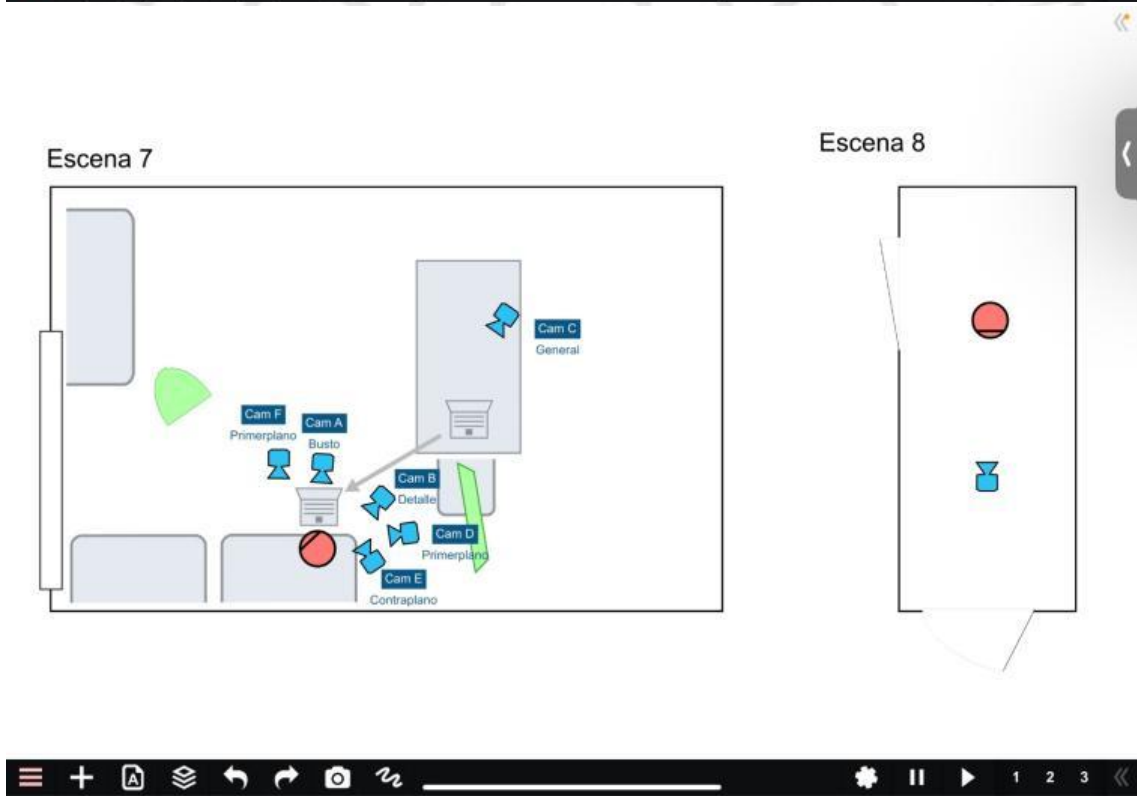 Escena 7
Escena 8
Cam C
General
Cam F
Primerplano
Cam A
Busto
Cam B
Detalle
Cam D
Primerplano
Cam E
Contraplano
A
1 2 3